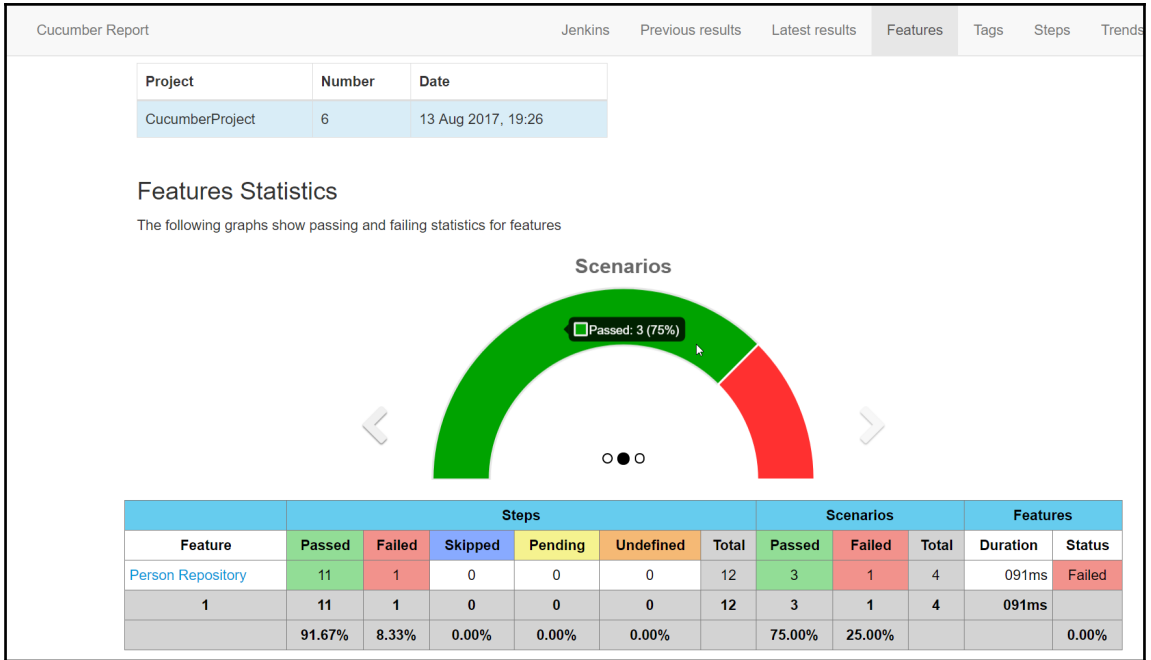 Cucumber Report Jenkins Previous results Latest results Features Tags Steps Trends
Project Number Date
CucumberProject 6 13 Aug 2017, 19:26
Features Statistics
The following graphs show passing and failing statistics for features
Scenarios
Passed: 3 (75%)
Steps Scenarios Features
Feature Passed Failed Skipped Pending Undefined Total Passed Failed Total Duration Status
Person Repository 11 1 0 0 0 12 3 1 4 091ms Failed
1 11 1 0 0 0 12 3 1 4 091ms
91.67% 8.33% 0.00% 0.00% 0.00% 75.00% 25.00% 0.00%